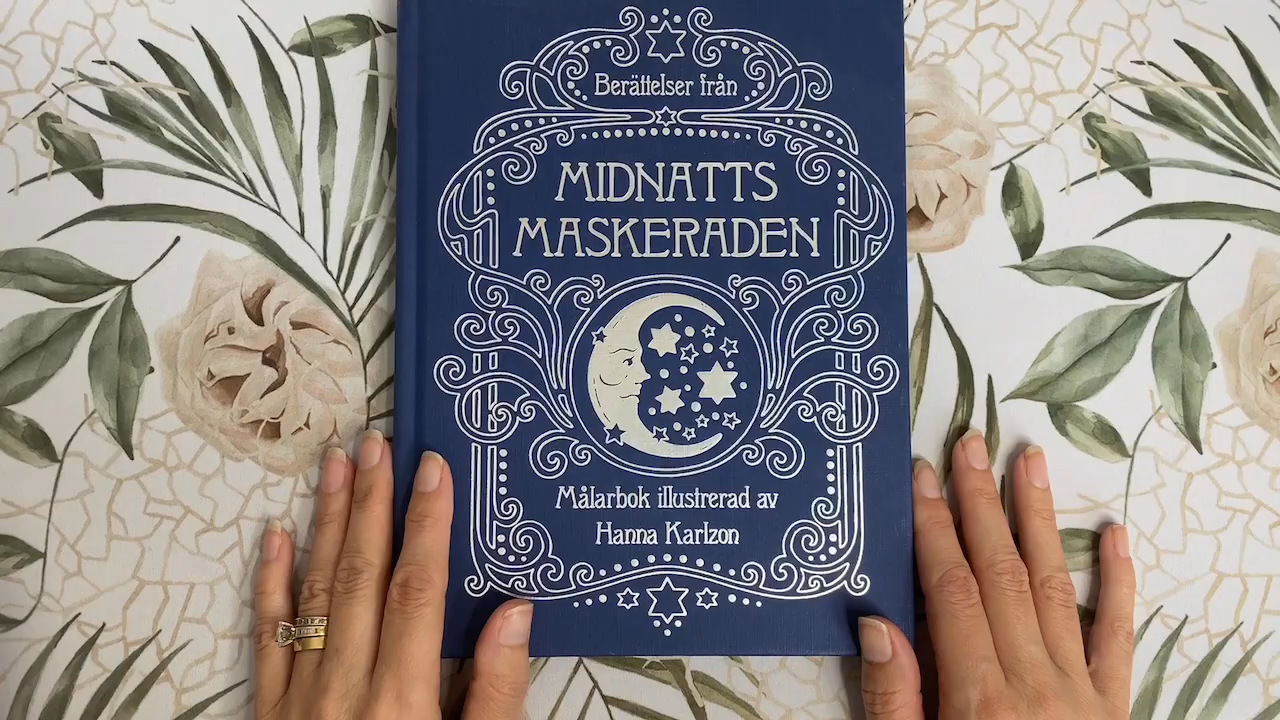 Berättelser från
MIDNATTS
MASKERADEN
Målarbok illustrerad av
Hanna Karlzon